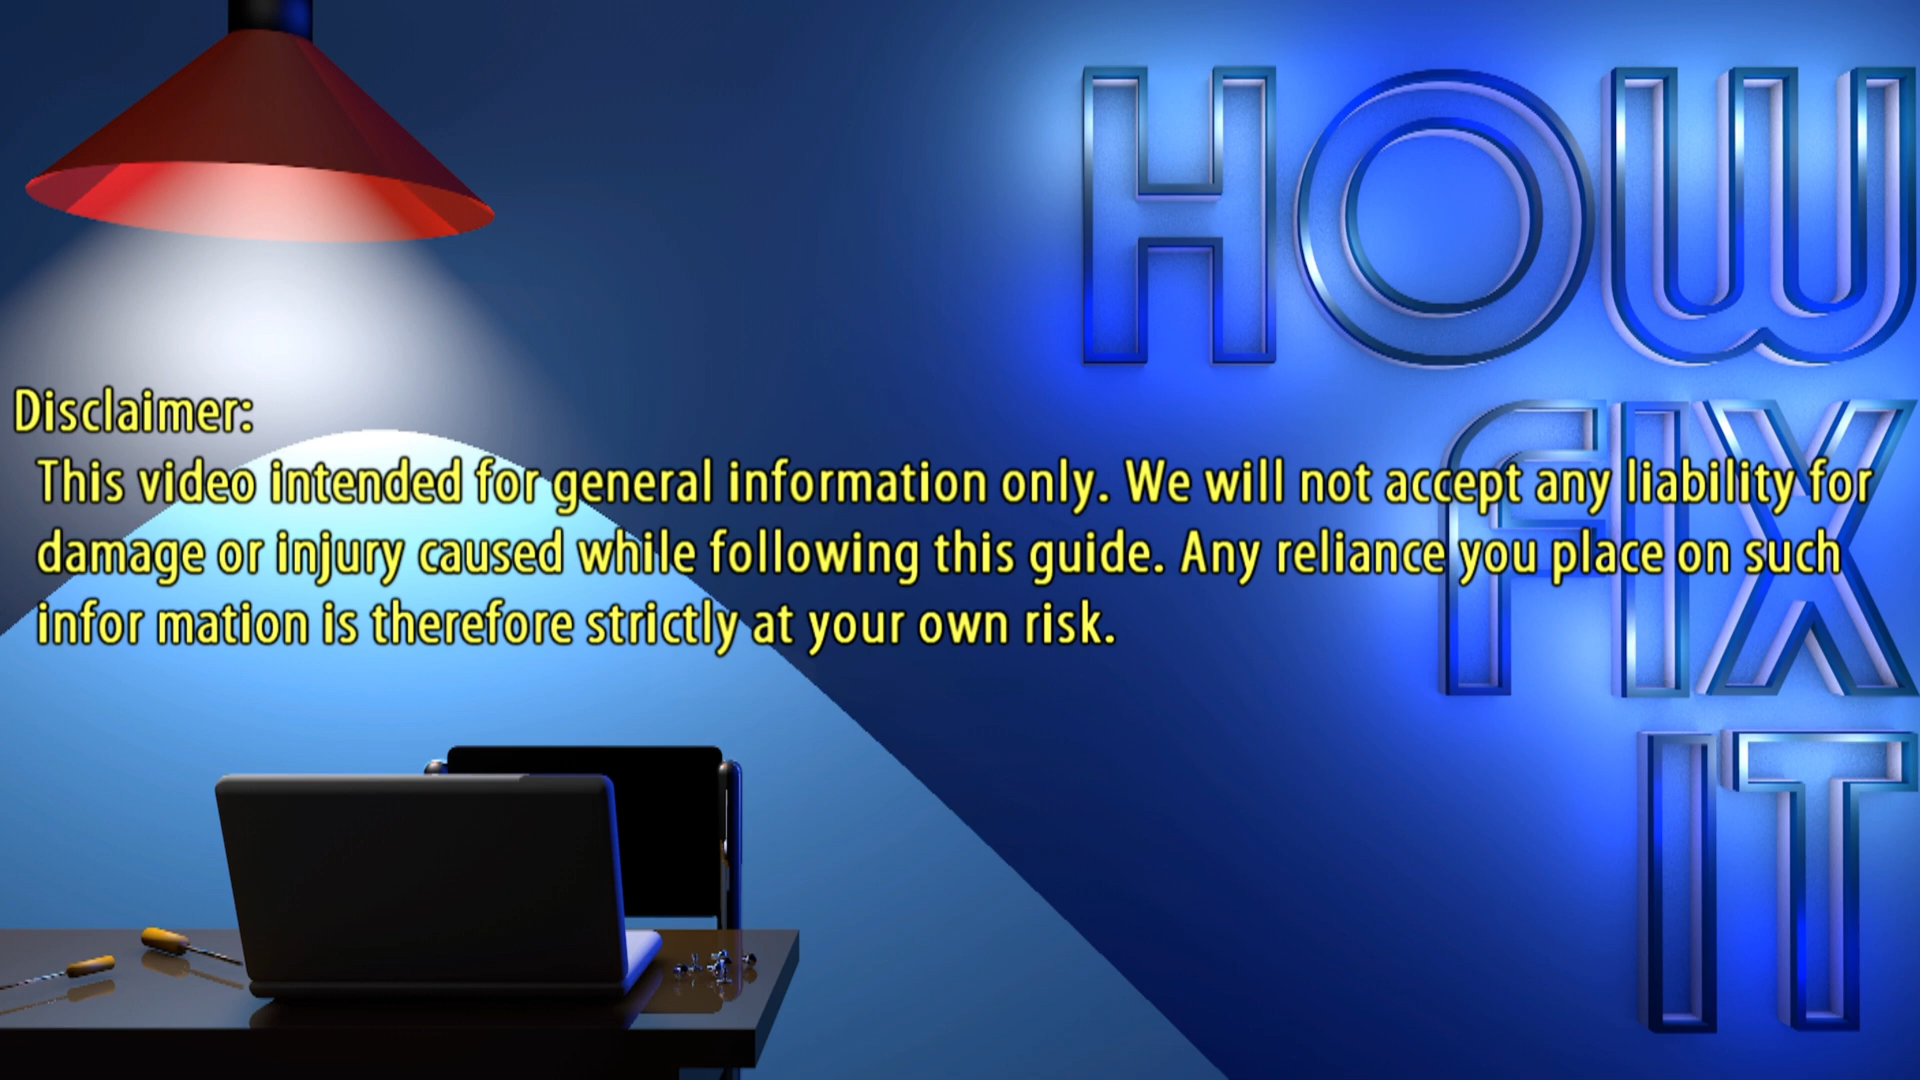 HOW
FIX
IT
Disclaimer:
This video intended for general information only. We will not accept any liability for
damage or injury caused while following this guide. Any reliance you place on such
infor mation is therefore strictly at your own risk.